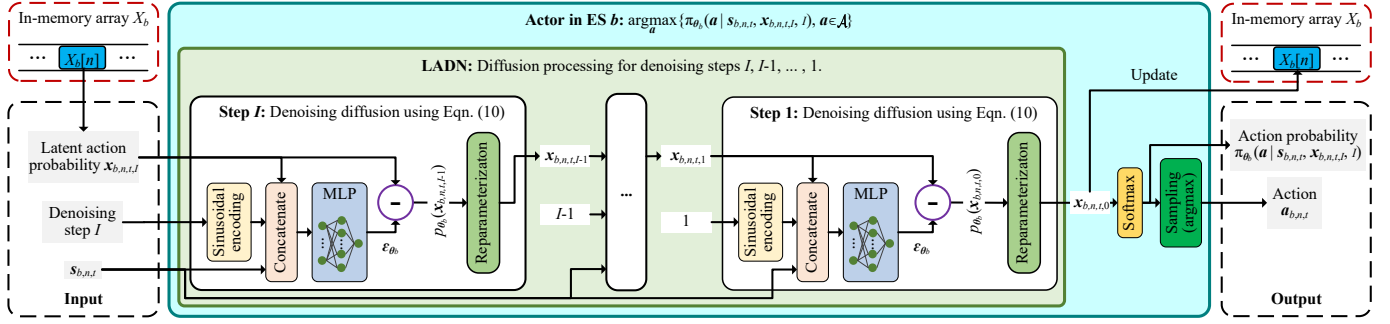 In-memory array X_b
... X_b[n] ...
Latent action
probability x_{b,n,t,I}
Denoising
step I
s_{b,n,t}
Input
Actor in ES b: argmax_a{π_{θ_b}(a | s_{b,n,t}, x_{b,n,t,I}, I), a∈𝒜}
LADN: Diffusion processing for denoising steps I, I-1, ... , 1.
Step I: Denoising diffusion using Eqn. (10)
Sinusoidal
encoding
Concatenate
MLP
-
ε_{θ_b}
p_{θ_b}(x_{b,n,t,I-1})
Reparameterizaton
x_{b,n,t,I-1}
I-1
...
x_{b,n,t,1}
1
Step 1: Denoising diffusion using Eqn. (10)
Sinusoidal
encoding
Concatenate
MLP
-
ε_{θ_b}
p_{θ_b}(x_{b,n,t,0})
Reparameterizaton
x_{b,n,t,0}
Softmax
Sampling
(argmax)
Update
In-memory array X_b
... X_b[n] ...
Action probability
π_{θ_b}(a | s_{b,n,t}, x_{b,n,t,I}, I)
Action
a_{b,n,t}
Output